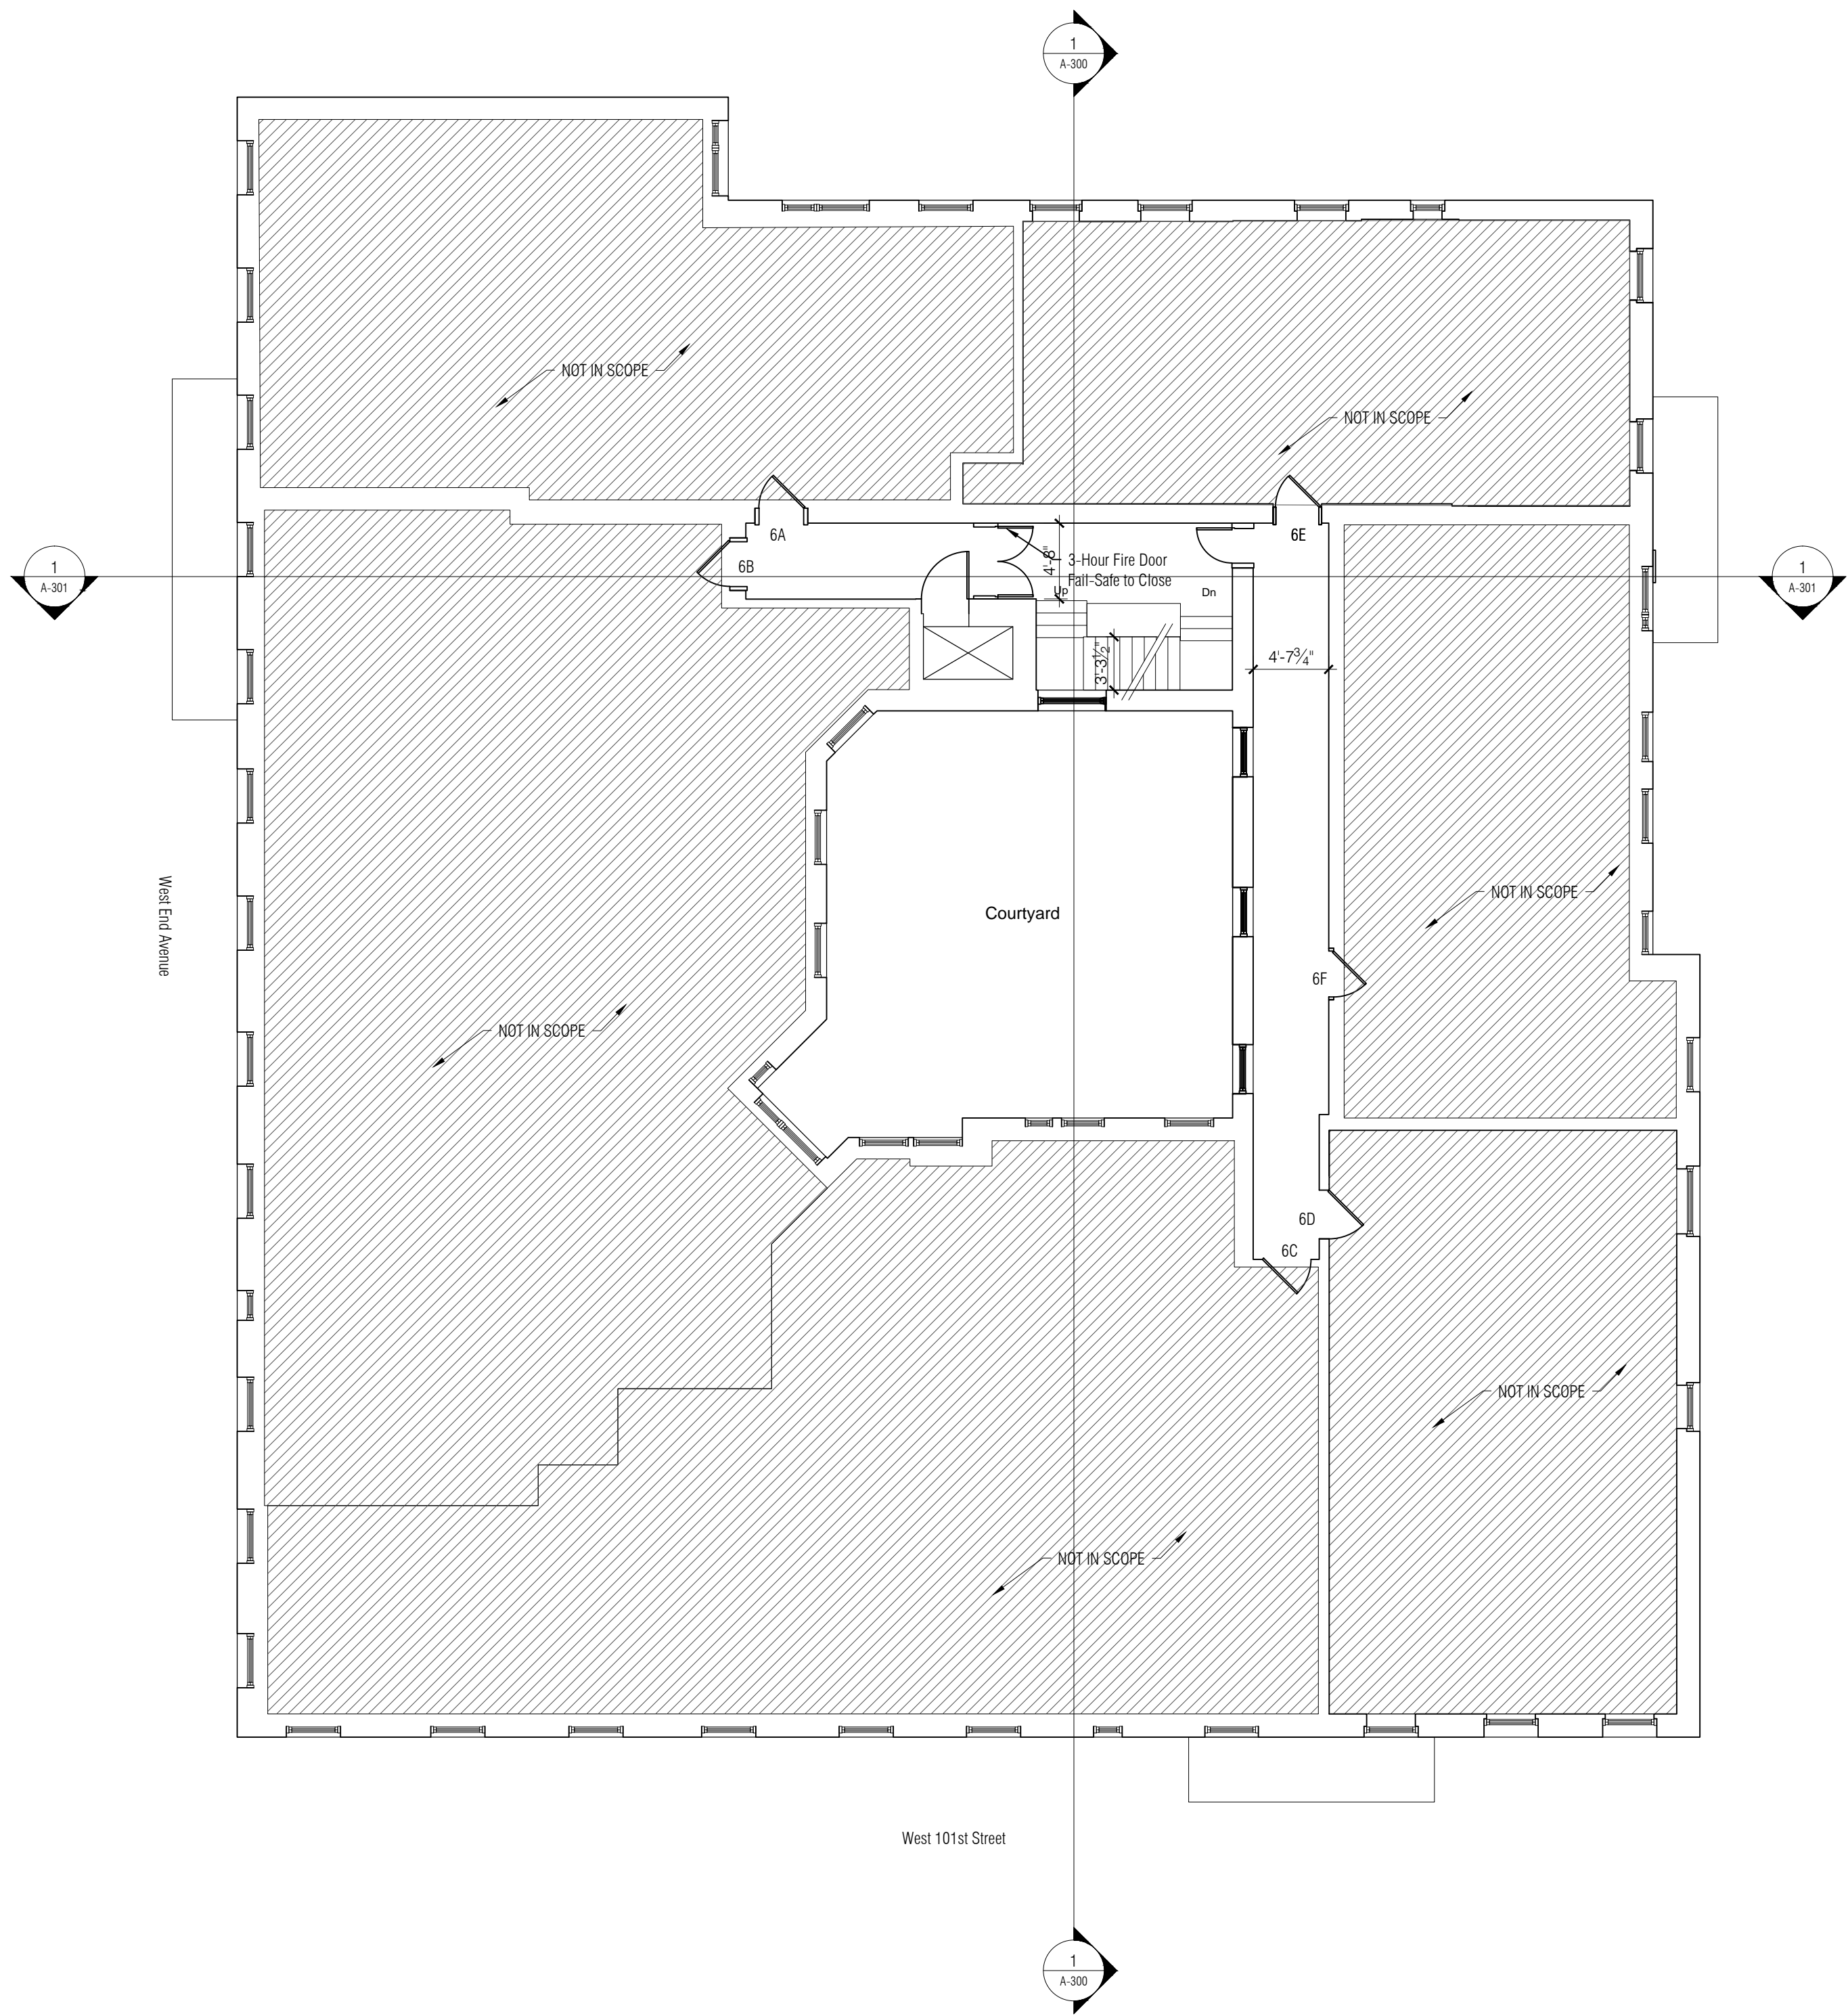 1
A-300
NOT IN SCOPE
NOT IN SCOPE
6A
6E
6B
4'-8"
3-Hour Fire Door
Fail-Safe to Close
Up
Dn
1
A-301
1
A-301
3'-3½"
4'-7¾"
NOT IN SCOPE
Courtyard
West End Avenue
6F
NOT IN SCOPE
6D
6C
NOT IN SCOPE
NOT IN SCOPE
West 101st Street
1
A-300